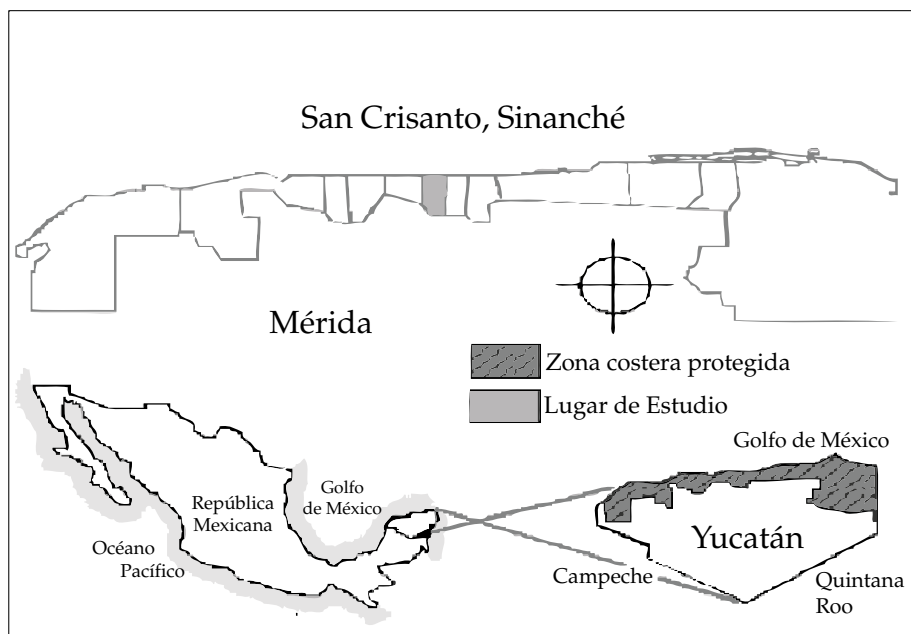 San Crisanto, Sinanché
Mérida
Zona costera protegida
Lugar de Estudio
Golfo de México
Golfo
de México
República
Mexicana
Océano
Pacífico
Yucatán
Campeche
Quintana
Roo